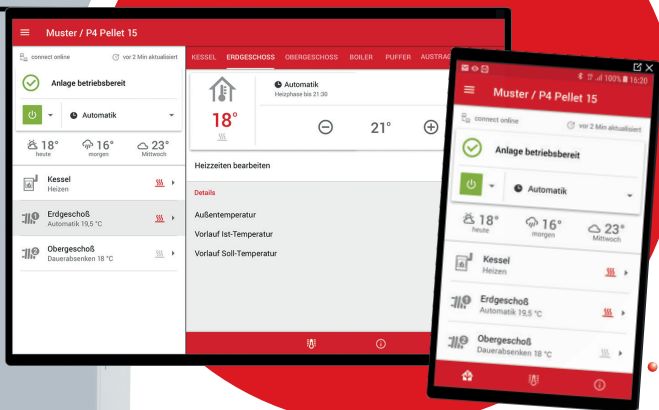 Muster / P4 Pellet 15
connect online
vor 2 Min aktualisiert
Anlage betriebsbereit
Automatik
18° 16° 23°
heute morgen Mittwoch
Kessel
Heizen
Erdgeschoß
Automatik 19,5 °C
Obergeschoß
Dauerabsenken 18 °C
KESSEL ERDGESCHOSS OBERGESCHOSS BOILER PUFFER
Automatik
Heizphase bis 21:30
18°
21°
Heizzeiten bearbeiten
Details
Außentemperatur
Vorlauf Ist-Temperatur
Vorlauf Soll-Temperatur
100% 16:20
Muster / P4 Pellet 15
connect online
vor 2 Min aktualisiert
Anlage betriebsbereit
Automatik
18° 16° 23°
heute morgen Mittwoch
Kessel
Heizen
Erdgeschoß
Automatik 19,5 °C
Obergeschoß
Dauerabsenken 18 °C